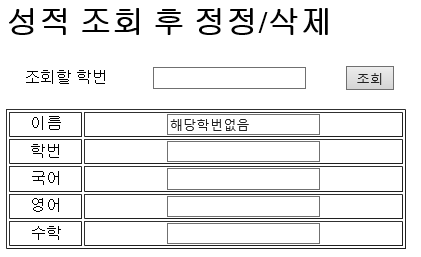 성적 조회 후 정정/삭제
조회할 학번 조회
이름 해당학번없음
학번
국어
영어
수학